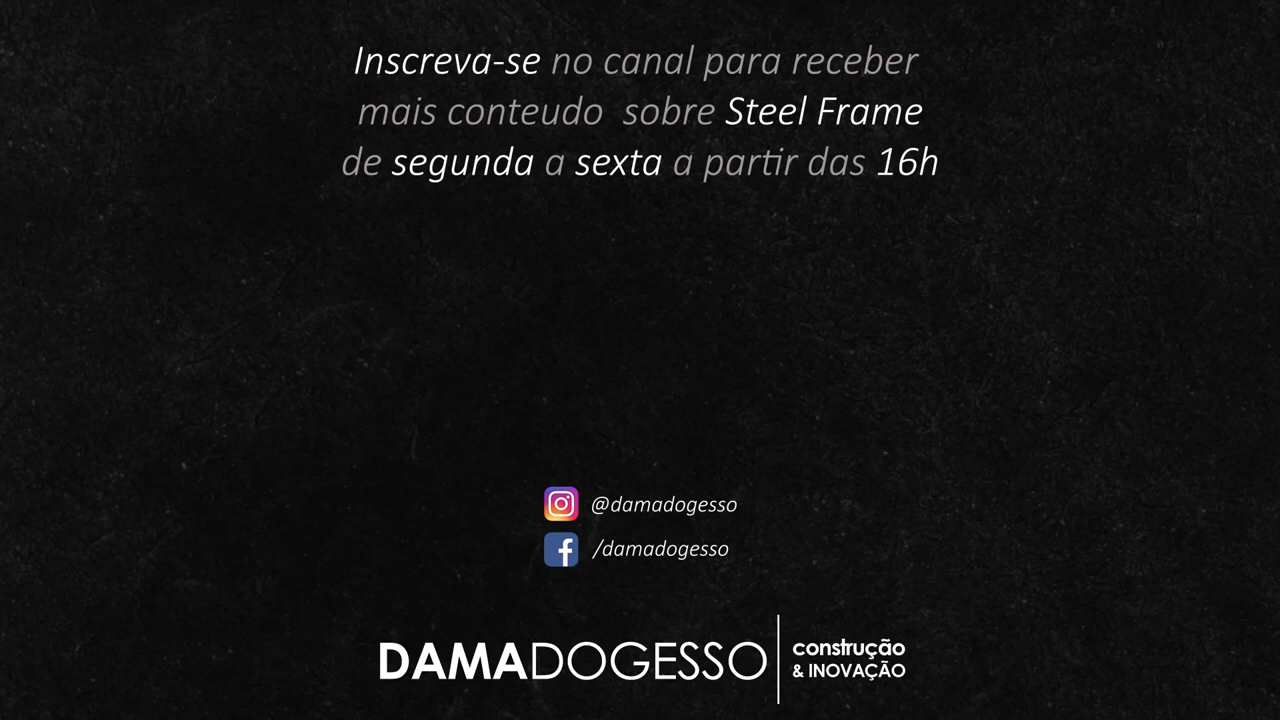 Inscreva-se no canal para receber
mais conteudo sobre Steel Frame
de segunda a sexta a partir das 16h
@damadogesso
/damadogesso
DAMADOGESSO
construção
& INOVAÇÃO